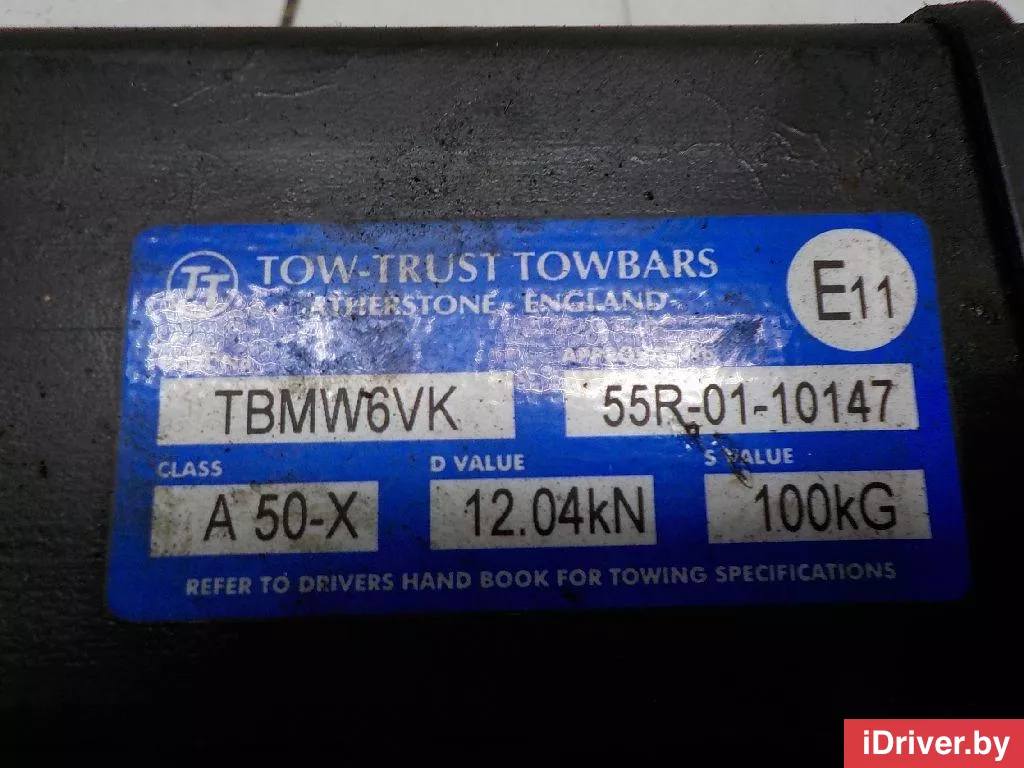 TT TOW-TRUST TOWBARS
ATHERSTONE - ENGLAND
E11
TBMW6VK 55R-01-10147
CLASS D VALUE S VALUE
A 50-X 12.04kN 100kG
REFER TO DRIVERS HAND BOOK FOR TOWING SPECIFICATIONS
iDriver.by